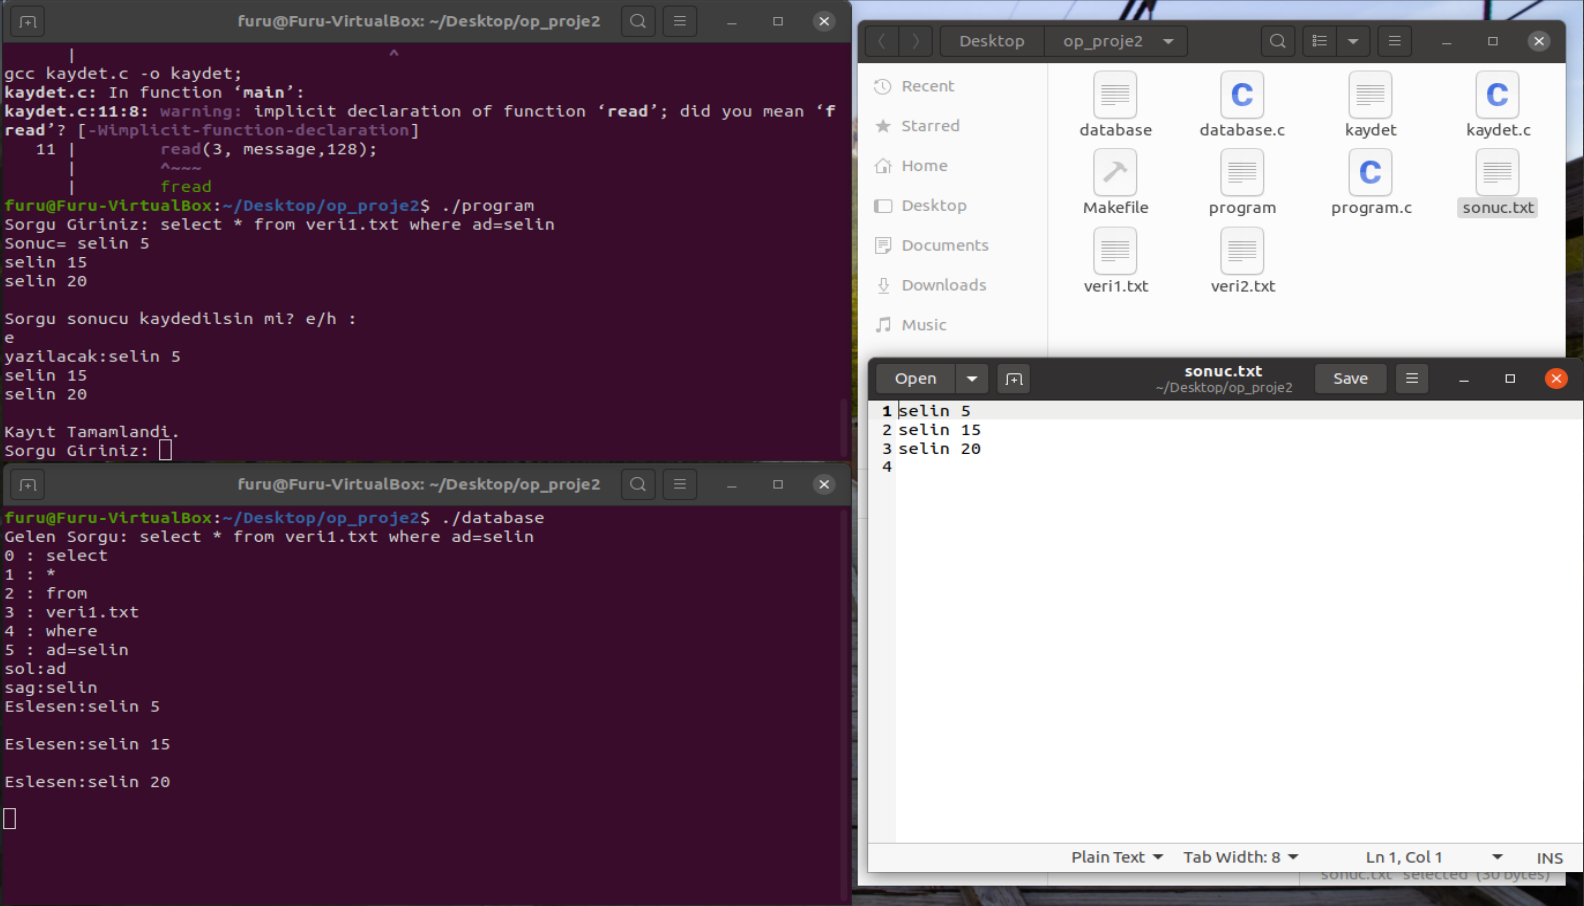 furu@Furu-VirtualBox: ~/Desktop/op_proje2
| ^
gcc kaydet.c -o kaydet;
kaydet.c: In function ‘main’:
kaydet.c:11:8: warning: implicit declaration of function ‘read’; did you mean ‘f
read’? [-Wimplicit-function-declaration]
11 | read(3, message,128);
| ^~~~
| fread
furu@Furu-VirtualBox:~/Desktop/op_proje2$ ./program
Sorgu Giriniz: select * from veri1.txt where ad=selin
Sonuc= selin 5
selin 15
selin 20
Sorgu sonucu kaydedilsin mi? e/h :
e
yazilacak:selin 5
selin 15
selin 20
Kayıt Tamamlandi.
Sorgu Giriniz:
furu@Furu-VirtualBox: ~/Desktop/op_proje2
furu@Furu-VirtualBox:~/Desktop/op_proje2$ ./database
Gelen Sorgu: select * from veri1.txt where ad=selin
0 : select
1 : *
2 : from
3 : veri1.txt
4 : where
5 : ad=selin
sol:ad
sag:selin
Eslesen:selin 5
Eslesen:selin 15
Eslesen:selin 20
Desktop op_proje2
Recent
Starred
Home
Desktop
Documents
Downloads
Music
database database.c kaydet kaydet.c
Makefile program program.c sonuc.txt
veri1.txt veri2.txt
Open sonuc.txt Save
~/Desktop/op_proje2
1 selin 5
2 selin 15
3 selin 20
4
Plain Text Tab Width: 8 Ln 1, Col 1 INS
"sonuc.txt" selected (30 bytes)